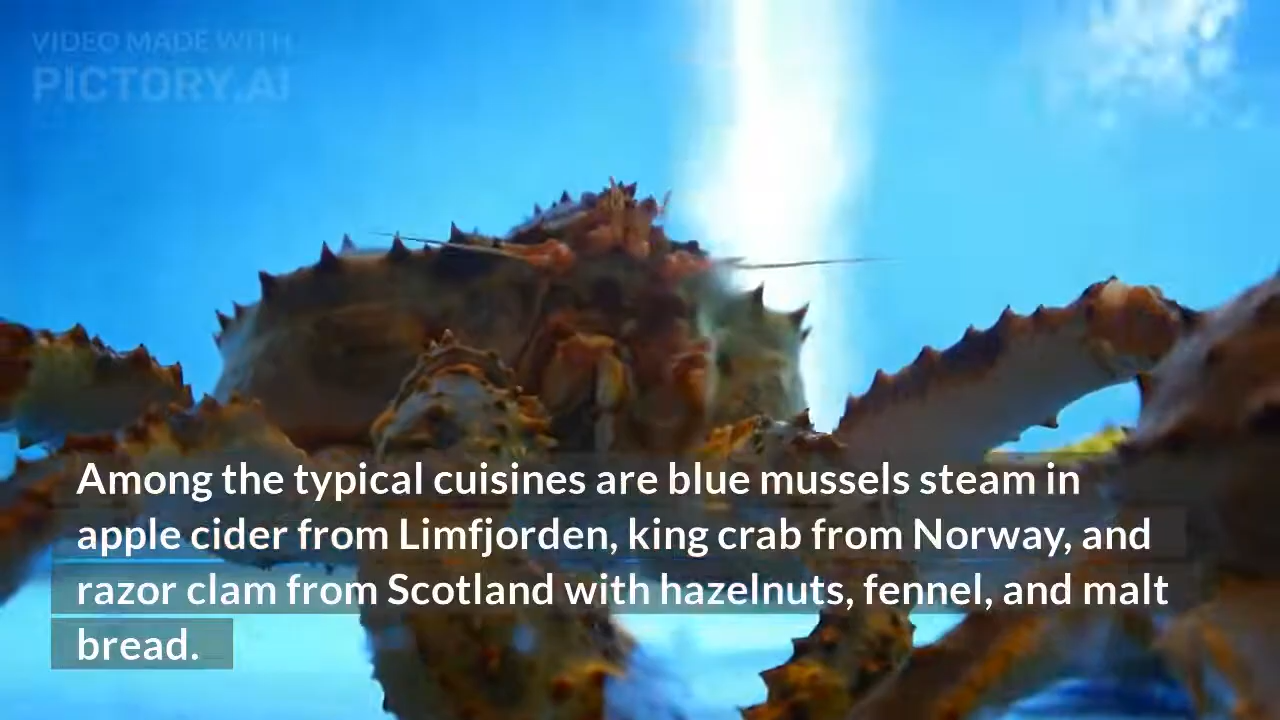 VIDEO MADE WITH
PICTORY.AI
Among the typical cuisines are blue mussels steam in
apple cider from Limfjorden, king crab from Norway, and
razor clam from Scotland with hazelnuts, fennel, and malt
bread.